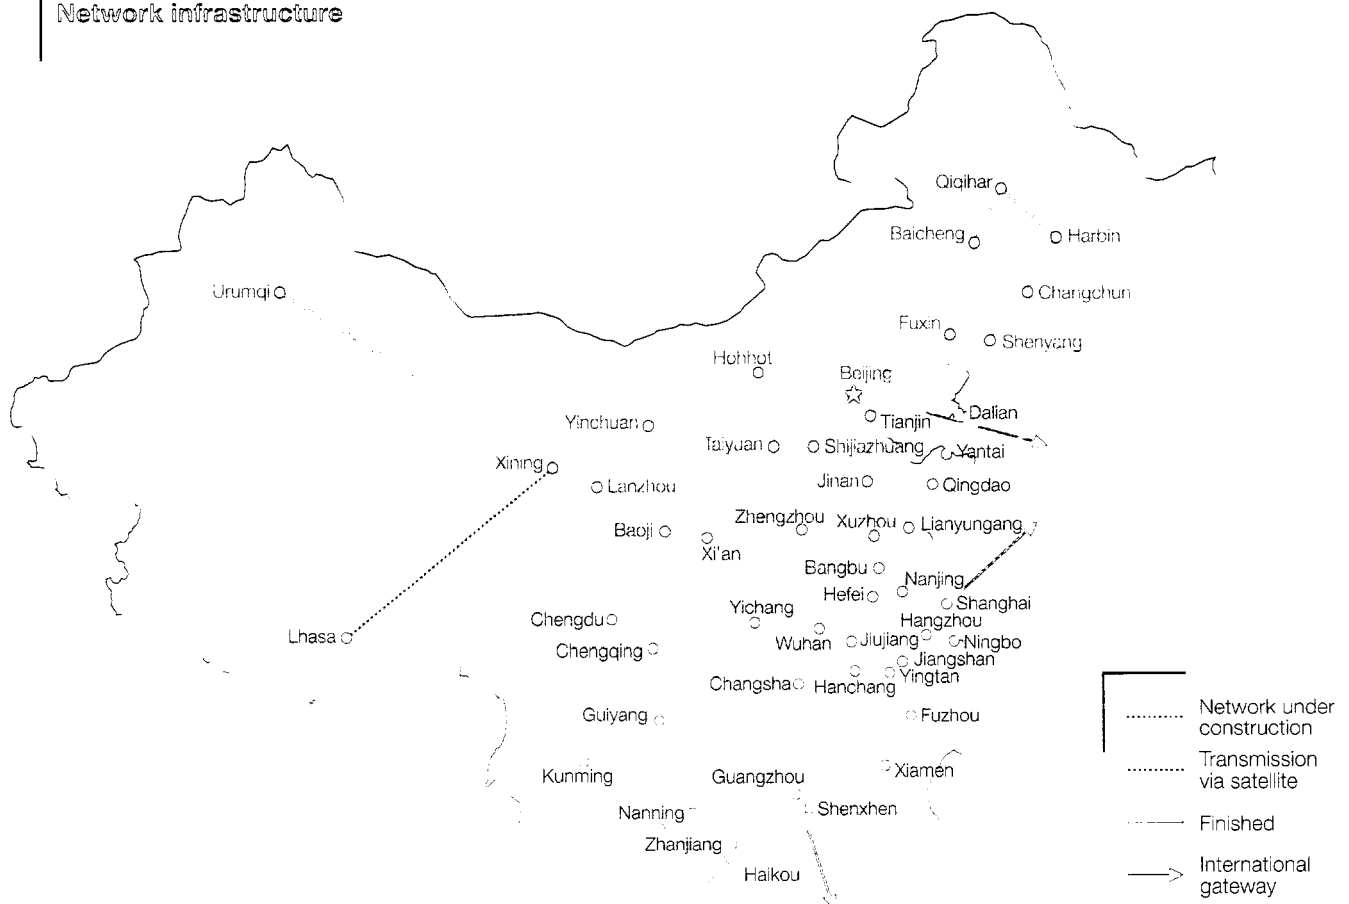 Network infrastructure
Qiqihar
Baicheng
Harbin
Urumqi
Changchun
Fuxin
Shenyang
Hohhot
Beijing
Dalian
Tianjin
Yinchuan
Taiyuan
Shijiazhuang
Yantai
Xining
Lanzhou
Jinan
Qingdao
Zhengzhou
Xuzhou
Lianyungang
Baoji
Xi'an
Bangbu
Nanjing
Hefei
Shanghai
Yichang
Chengdu
Hangzhou
Lhasa
Wuhan
Jiujiang
Ningbo
Chengqing
Jiangshan
Yingtan
Changsha
Hanchang
Guiyang
Fuzhou
Network under
construction
Kunming
Guangzhou
Xiamen
Transmission
via satellite
Nanning
Shenxhen
Finished
Zhanjiang
Haikou
International
gateway